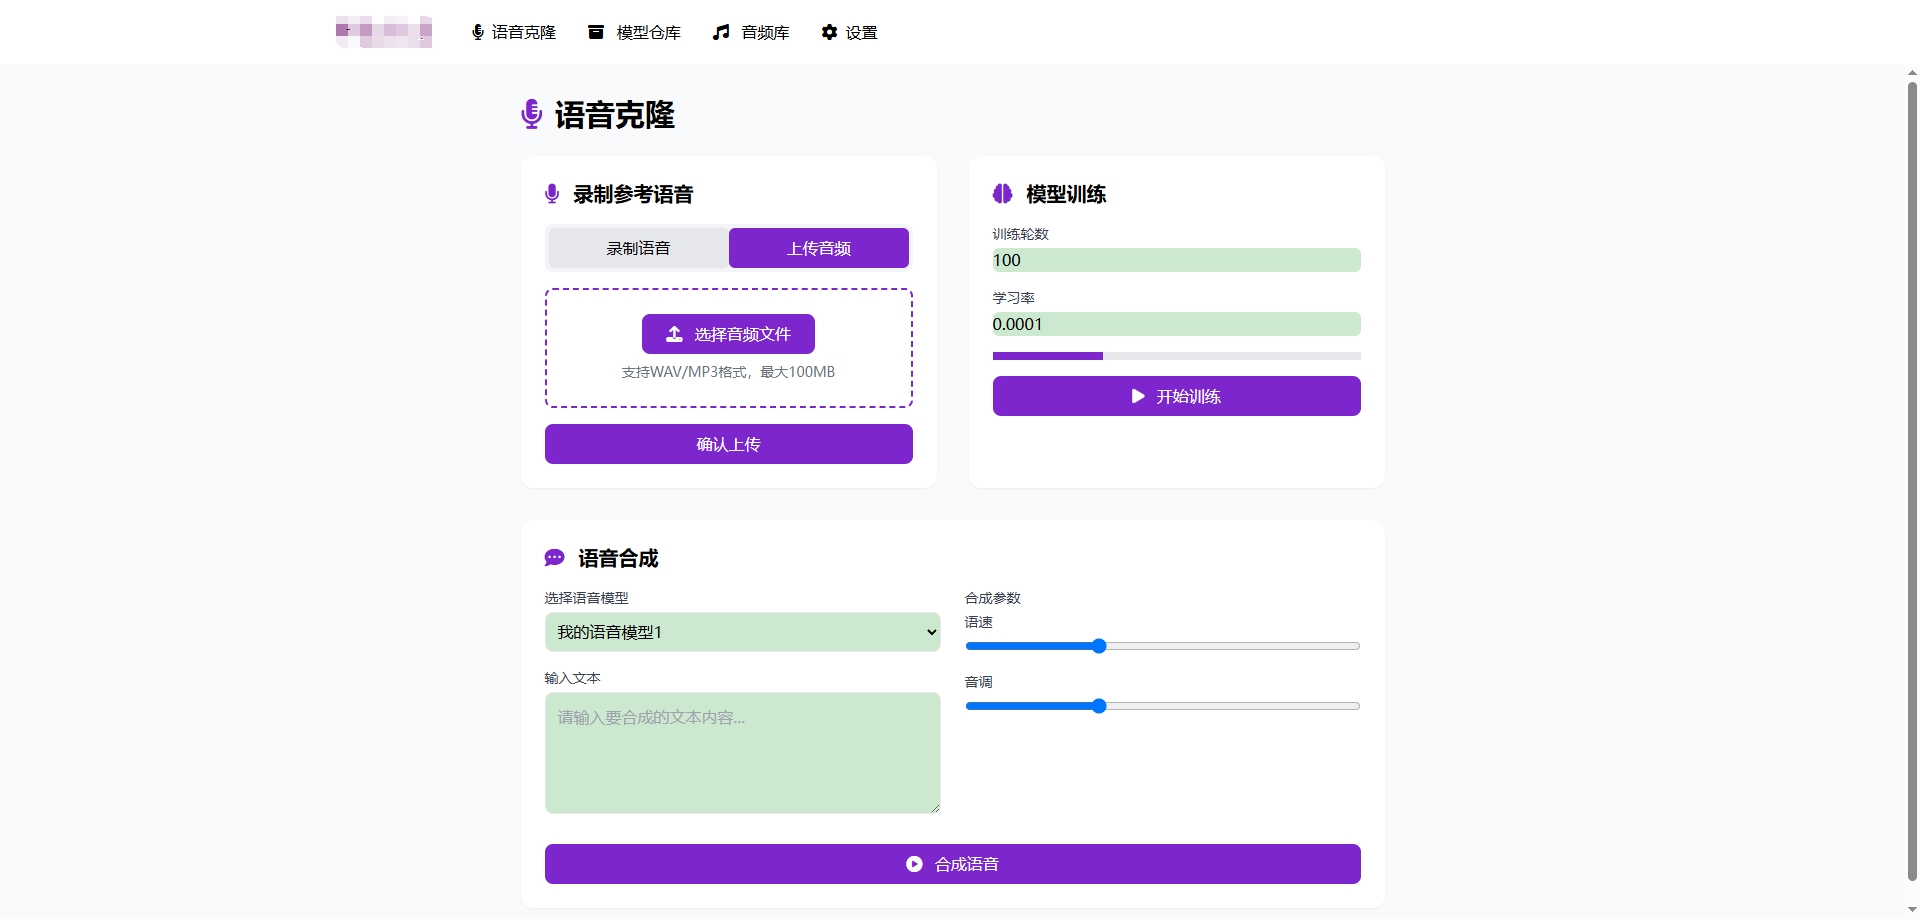 语音克隆 模型仓库 音频库 设置
语音克隆
录制参考语音
录制语音 上传音频
选择音频文件
支持WAV/MP3格式，最大100MB
确认上传
模型训练
训练轮数
100
学习率
0.0001
开始训练
语音合成
选择语音模型
我的语音模型1
输入文本
请输入要合成的文本内容...
合成参数
语速
音调
合成语音